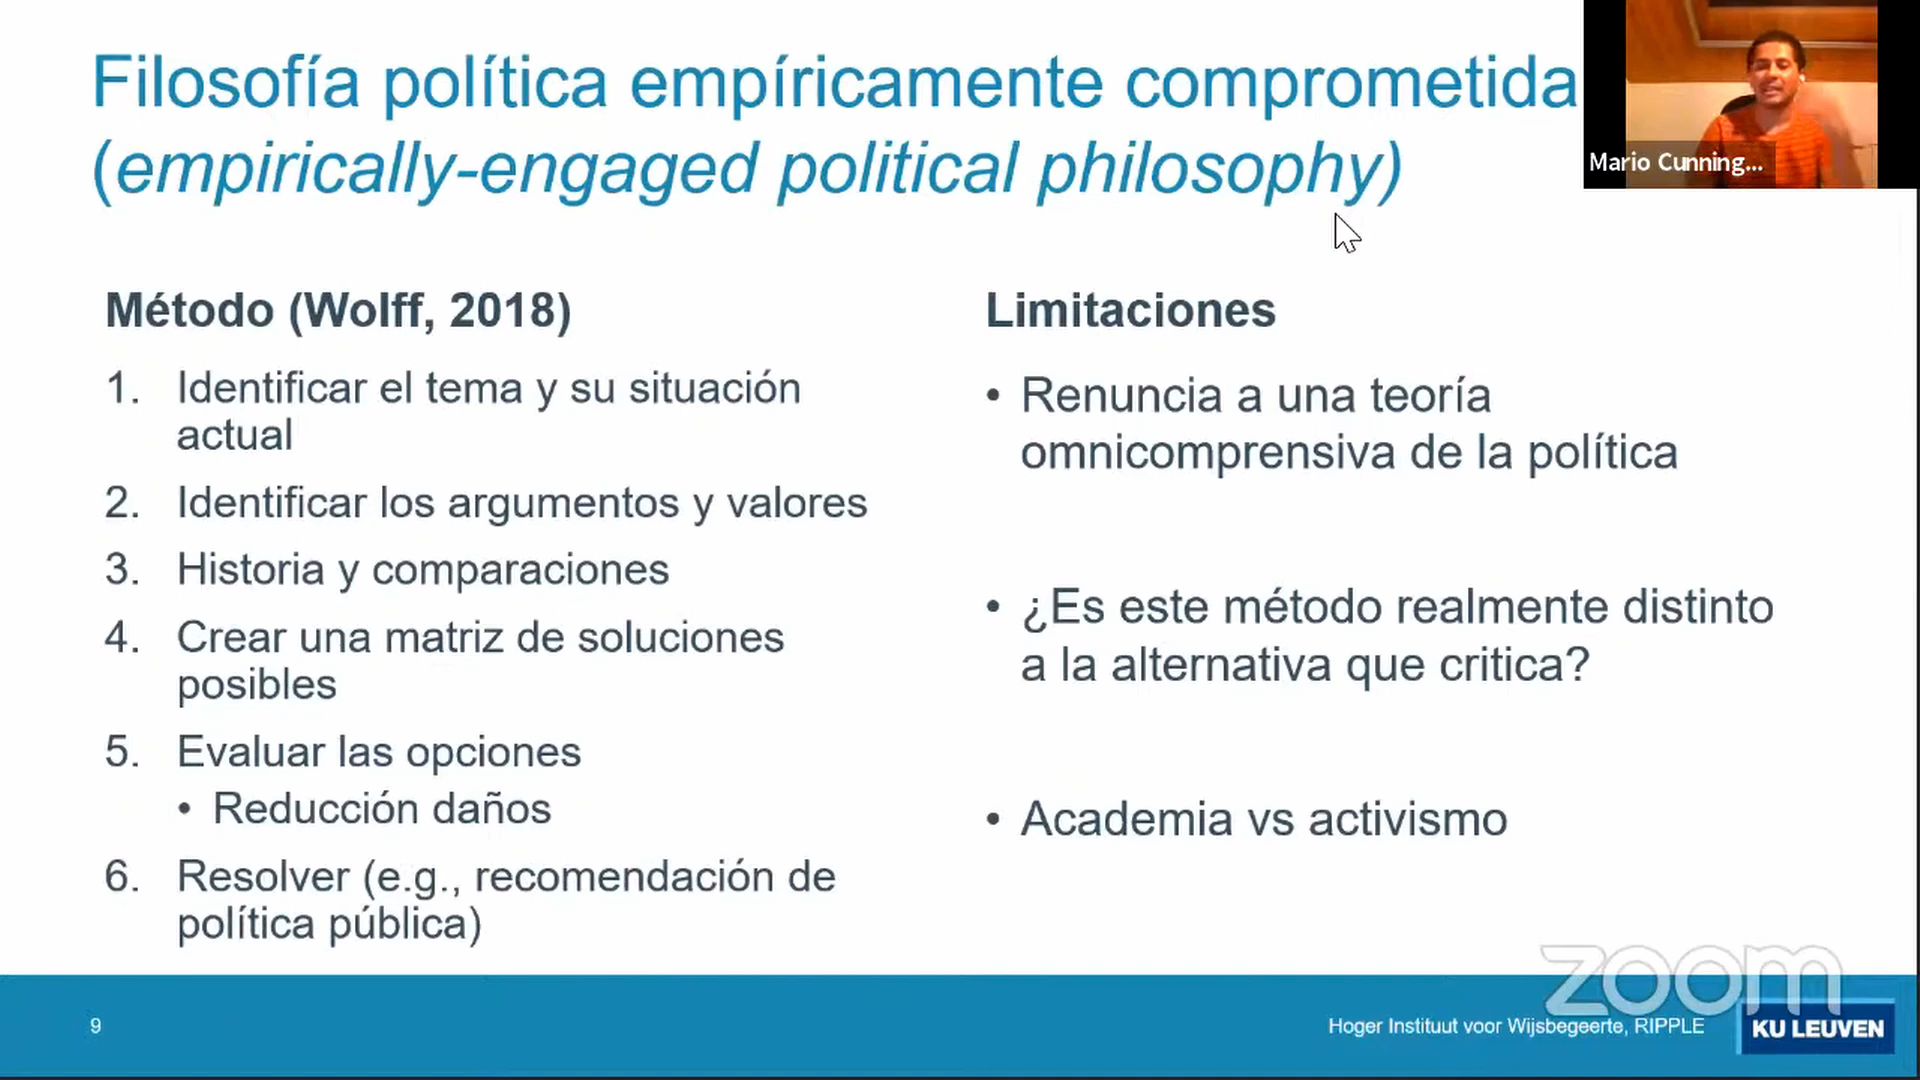 Filosofía política empíricamente comprometida
(empirically-engaged political philosophy)
Mario Cunning...
Método (Wolff, 2018)
1. Identificar el tema y su situación
actual
2. Identificar los argumentos y valores
3. Historia y comparaciones
4. Crear una matriz de soluciones
posibles
5. Evaluar las opciones
• Reducción daños
6. Resolver (e.g., recomendación de
política pública)
Limitaciones
• Renuncia a una teoría
omnicomprensiva de la política
• ¿Es este método realmente distinto
a la alternativa que critica?
• Academia vs activismo
zoom
9
Hoger Instituut voor Wijsbegeerte, RIPPLE
KU LEUVEN